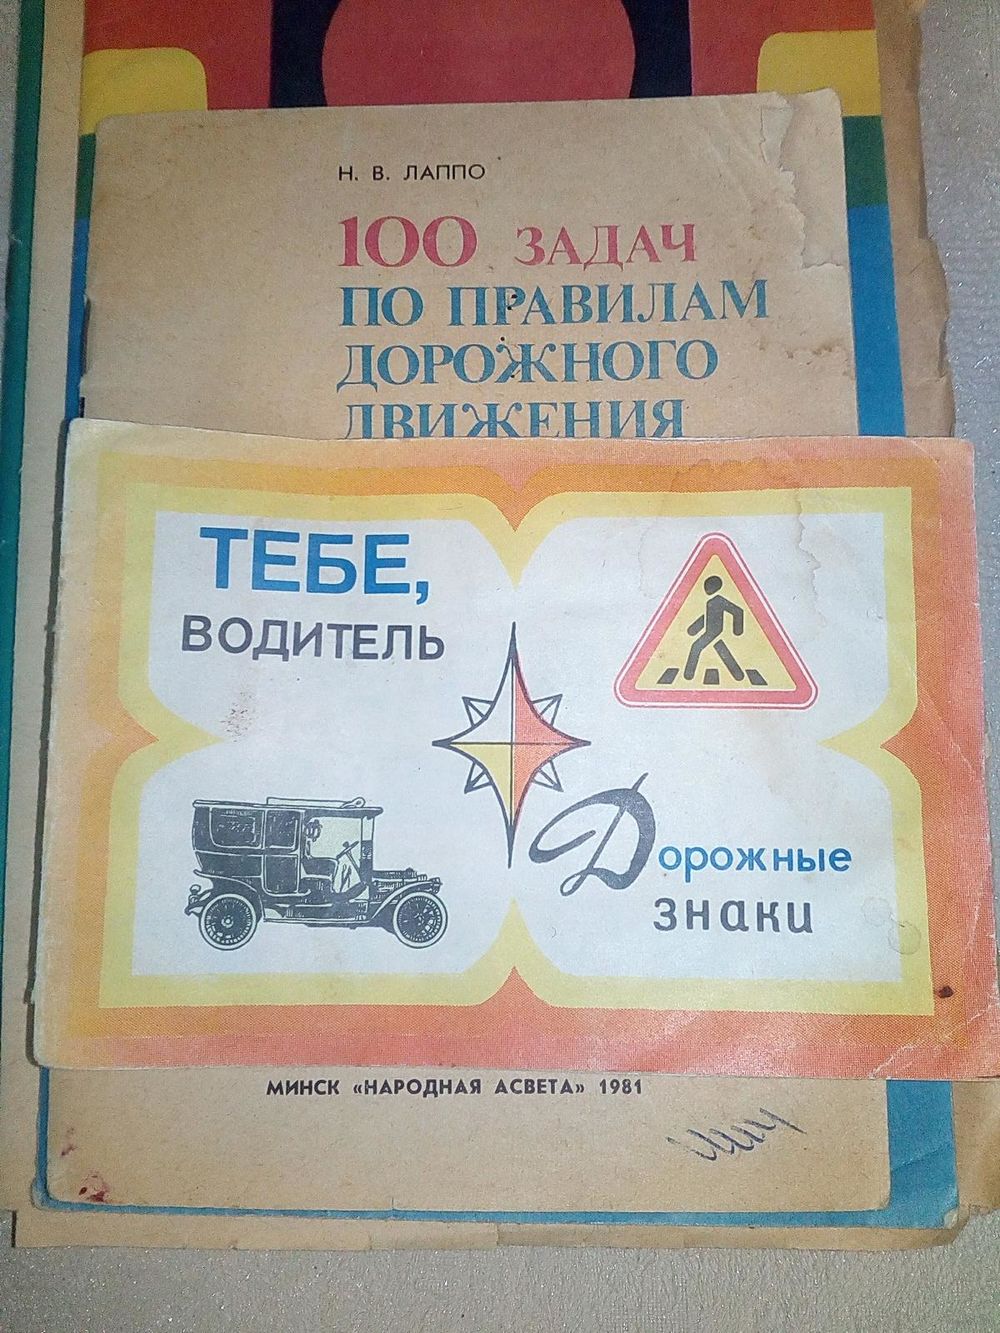 Н. В. ЛАППО
100 ЗАДАЧ
ПО ПРАВИЛАМ
ДОРОЖНОГО
ДВИЖЕНИЯ
ТЕБЕ,
ВОДИТЕЛЬ
Дорожные
знаки
МИНСК «НАРОДНАЯ АСВЕТА» 1981